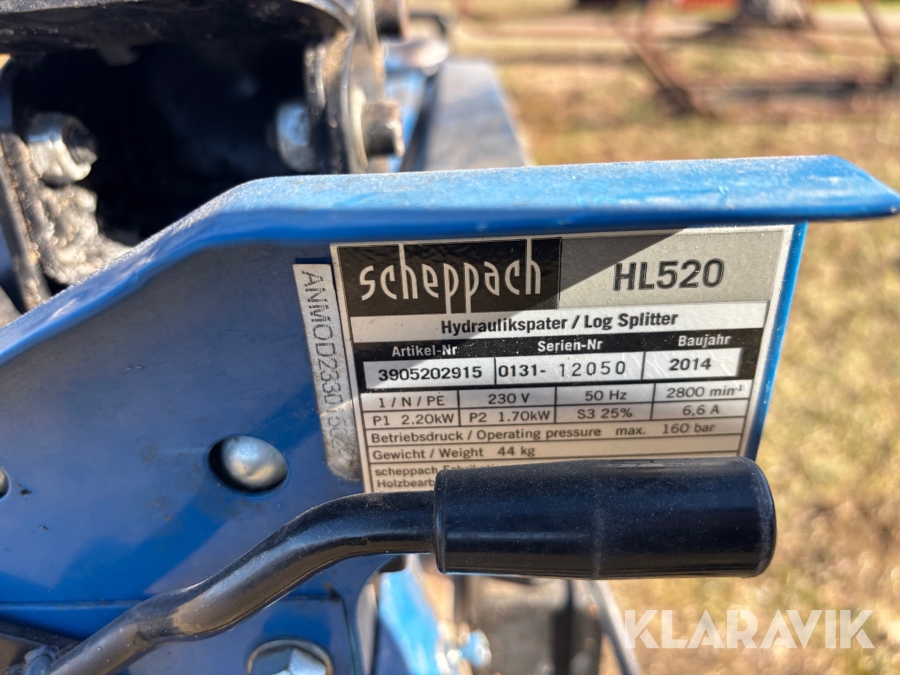 scheppach HL520
Hydraulikspater / Log Splitter
Artikel-Nr Serien-Nr Baujahr
3905202915 0131- 12050 2014
1 / N / PE 230 V 50 Hz 2800 min-1
P1 2.20kW P2 1.70kW S3 25% 6,6 A
Betriebsdruck / Operating pressure max. 160 bar
Gewicht / Weight 44 kg
scheppach
KLARAVIK